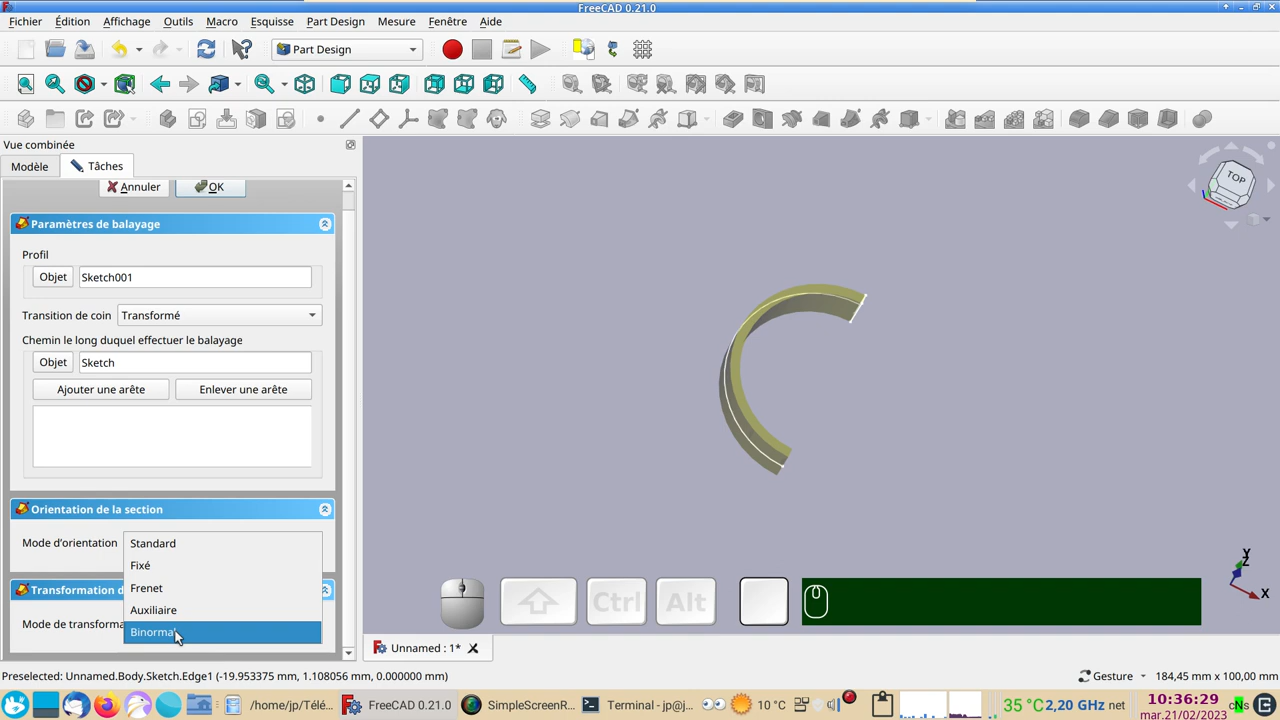 FreeCAD 0.21.0
Fichier Édition Affichage Outils Macro Esquisse Part Design Mesure Fenêtre Aide
Part Design
Vue combinée
Modèle Tâches
Annuler OK
Paramètres de balayage
Profil
Objet Sketch001
Transition de coin Transformé
Chemin le long duquel effectuer le balayage
Objet Sketch
Ajouter une arête Enlever une arête
Orientation de la section
Mode d'orientation Standard
Fixé
Transformation d Frenet
Auxiliaire
Mode de transforma Binormal
TOP
Y
Z
X
Ctrl Alt
Unnamed : 1*
Preselected: Unnamed.Body.Sketch.Edge1 (-19.953375 mm, 1.108056 mm, 0.000000 mm) Gesture 184,45 mm x 100,00 mm
/home/jp/Télé... FreeCAD 0.21.0 SimpleScreenR... Terminal - jp@j... 10 °C 35 °C 2,20 GHz net 10:36:29
mar.21/02/2023